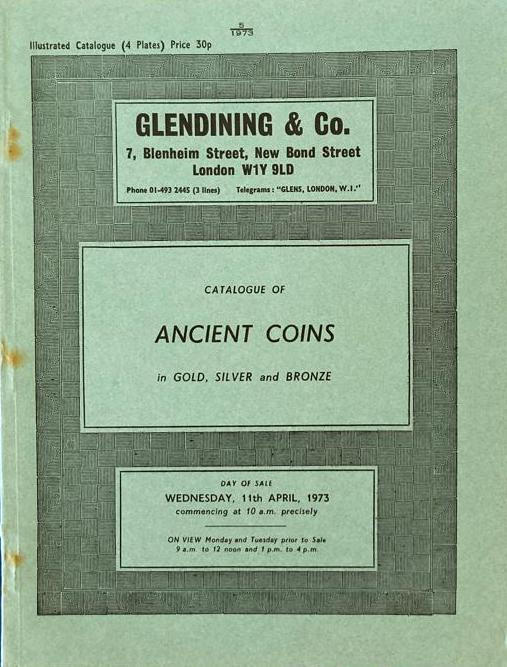 5
1973
Illustrated Catalogue (4 Plates) Price 30p
GLENDINING & Co.
7, Blenheim Street, New Bond Street
London W1Y 9LD
Phone 01-493 2445 (3 lines) Telegrams: "GLENS, LONDON, W.1."
CATALOGUE OF
ANCIENT COINS
in GOLD, SILVER and BRONZE
DAY OF SALE
WEDNESDAY, 11th APRIL, 1973
commencing at 10 a.m. precisely
ON VIEW Monday and Tuesday prior to Sale
9 a.m. to 12 noon and 1 p.m. to 4 p.m.